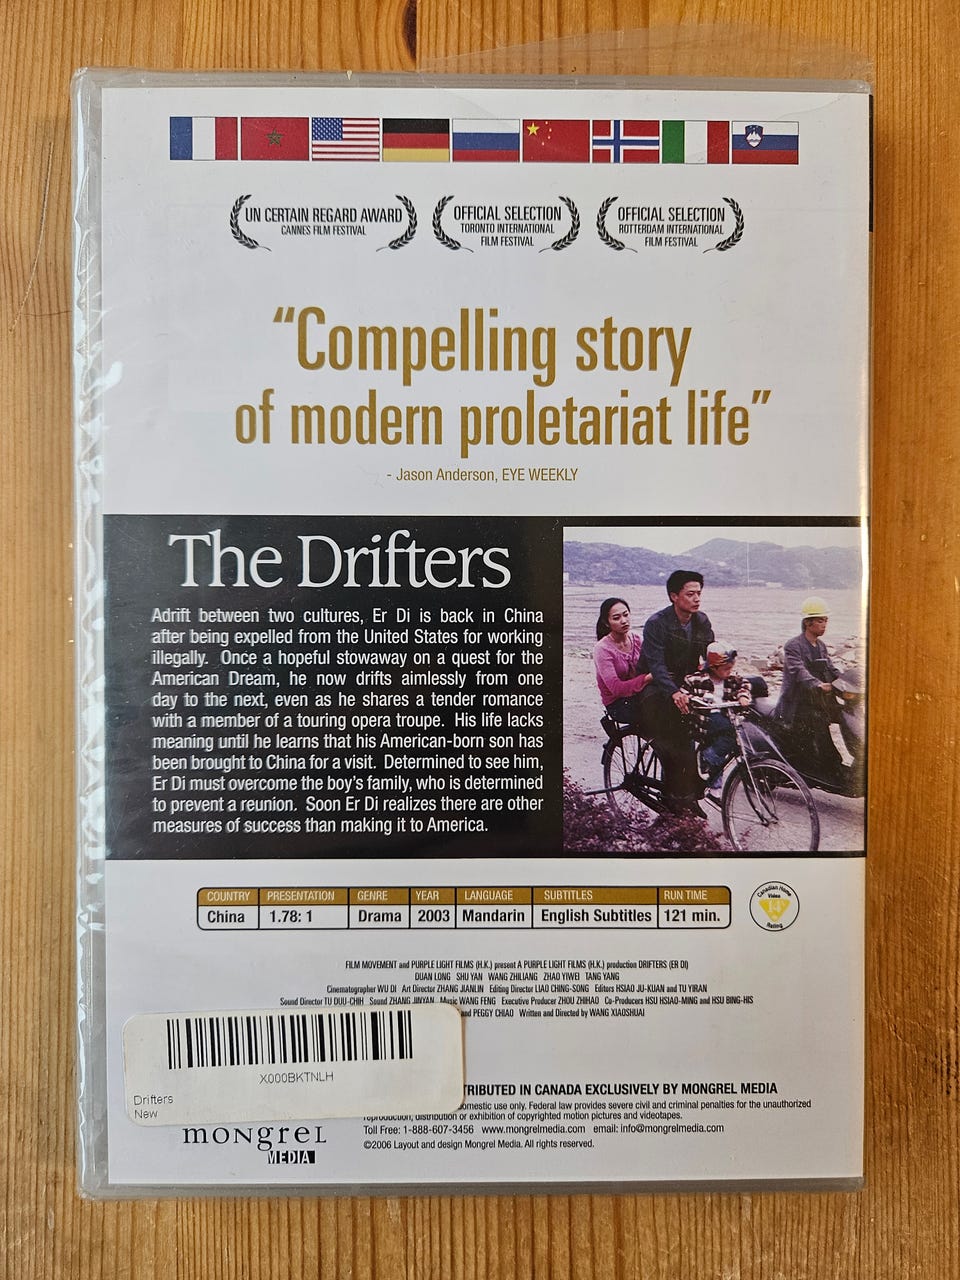 UN CERTAIN REGARD AWARD
CANNES FILM FESTIVAL
OFFICIAL SELECTION
TORONTO INTERNATIONAL
FILM FESTIVAL
OFFICIAL SELECTION
ROTTERDAM INTERNATIONAL
FILM FESTIVAL
“Compelling story
of modern proletariat life”
- Jason Anderson, EYE WEEKLY
The Drifters
Adrift between two cultures, Er Di is back in China
after being expelled from the United States for working
illegally. Once a hopeful stowaway on a quest for the
American Dream, he now drifts aimlessly from one
day to the next, even as he shares a tender romance
with a member of a touring opera troupe. His life lacks
meaning until he learns that his American-born son has
been brought to China for a visit. Determined to see him,
Er Di must overcome the boy's family, who is determined
to prevent a reunion. Soon Er Di realizes there are other
measures of success than making it to America.
COUNTRY PRESENTATION GENRE YEAR LANGUAGE SUBTITLES RUN TIME
China 1.78: 1 Drama 2003 Mandarin English Subtitles 121 min.
Canadian Home
Video
14A
Rating
FILM MOVEMENT and PURPLE LIGHT FILMS (H.K.) present A PURPLE LIGHT FILMS (H.K.) production DRIFTERS (ER DI)
DUAN LONG SHU YAN WANG ZHILIANG ZHAO YIWEI TANG YANG
Cinematographer WU DI Art Director ZHANG JIANLIN Editing Director LIAO CHING-SONG Editors HSIAO JU-KUAN and TU YIRAN
Sound Director TU DUU-CHIH Sound ZHANG JINYAN Music WANG FENG Executive Producer ZHOU ZHIHAO Co-Producers HSU HSIAO-MING and HSU BING-HIS
and PEGGY CHIAO Written and Directed by WANG XIAOSHUAI
X000BKTNLH
Drifters
New
TRIBUTED IN CANADA EXCLUSIVELY BY MONGREL MEDIA
omestic use only. Federal law provides severe civil and criminal penalties for the unauthorized
reproduction, distribution or exhibition of copyrighted motion pictures and videotapes.
Toll Free: 1-888-607-3456 www.mongrelmedia.com email: info@mongrelmedia.com
©2006 Layout and design Mongrel Media. All rights reserved.
mongrel
MEDIA